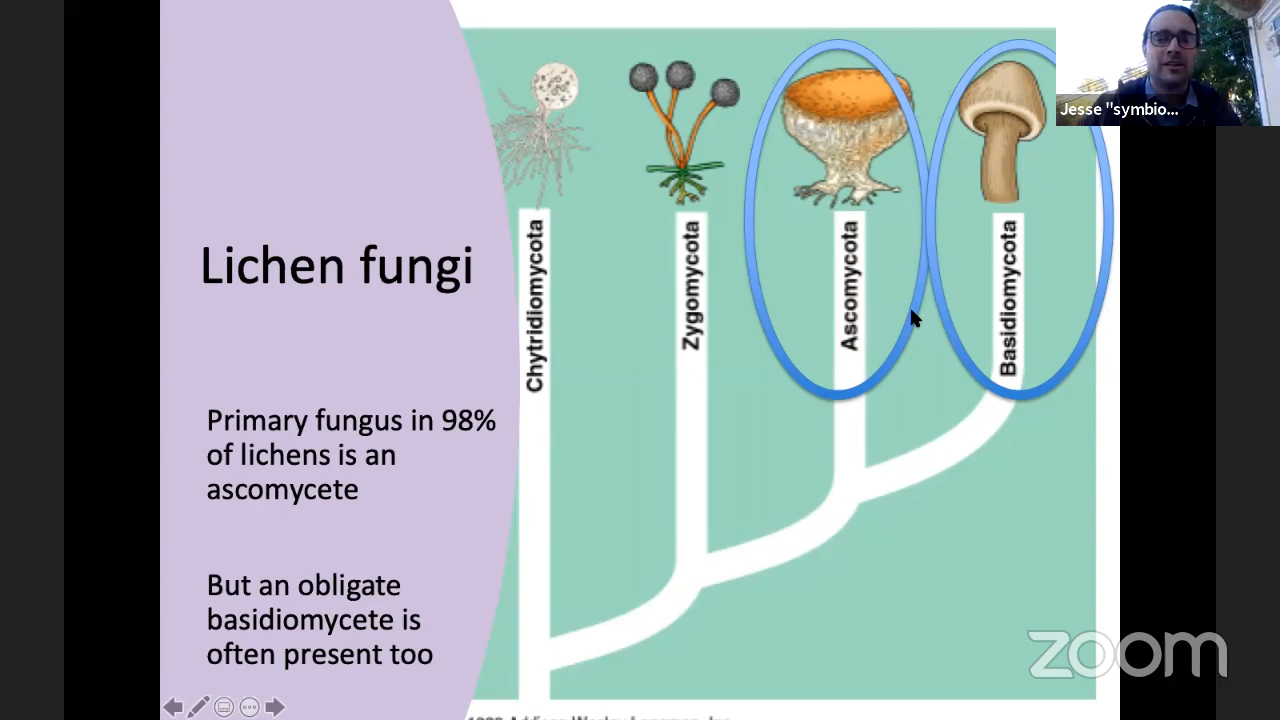 Lichen fungi
Primary fungus in 98%
of lichens is an
ascomycete
But an obligate
basidiomycete is
often present too
Chytridiomycota
Zygomycota
Ascomycota
Basidiomycota
Jesse "symbio...
zoom